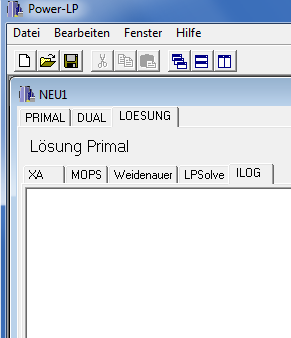 Power-LP
Datei Bearbeiten Fenster Hilfe
NEU1
PRIMAL DUAL LOESUNG
Lösung Primal
XA MOPS Weidenauer LPSolve ILOG